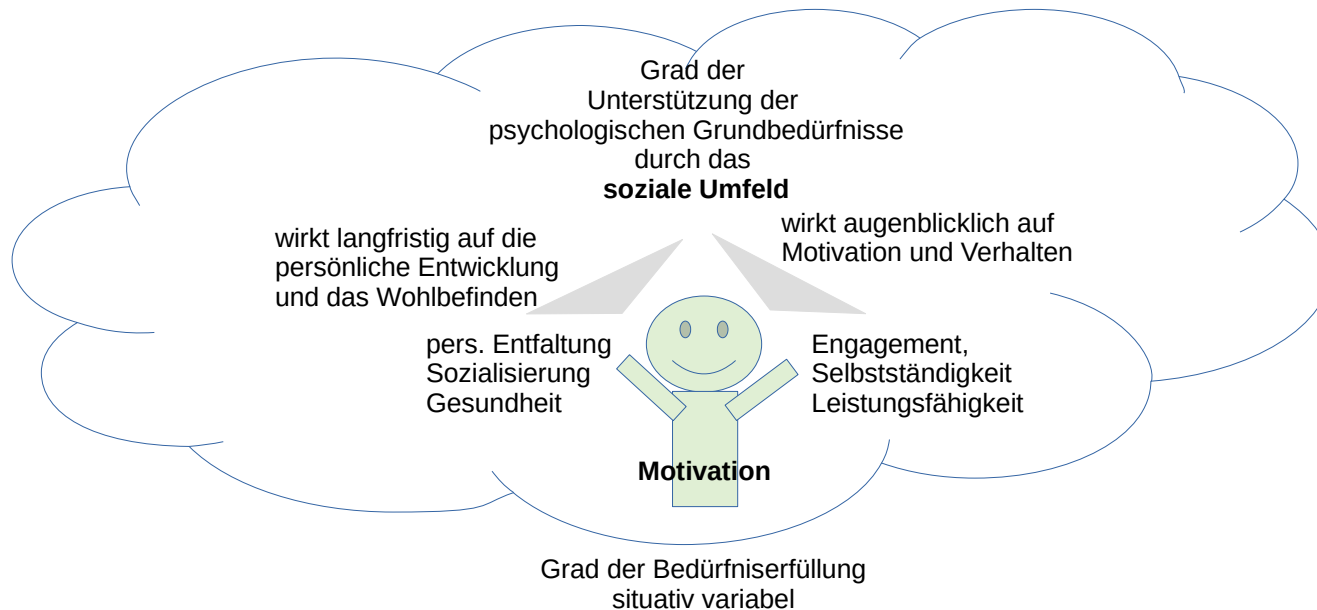 Grad der
Unterstützung der
psychologischen Grundbedürfnisse
durch das
soziale Umfeld
wirkt langfristig auf die
persönliche Entwicklung
und das Wohlbefinden
wirkt augenblicklich auf
Motivation und Verhalten
pers. Entfaltung
Sozialisierung
Gesundheit
Engagement,
Selbstständigkeit
Leistungsfähigkeit
Motivation
Grad der Bedürfniserfüllung
situativ variabel